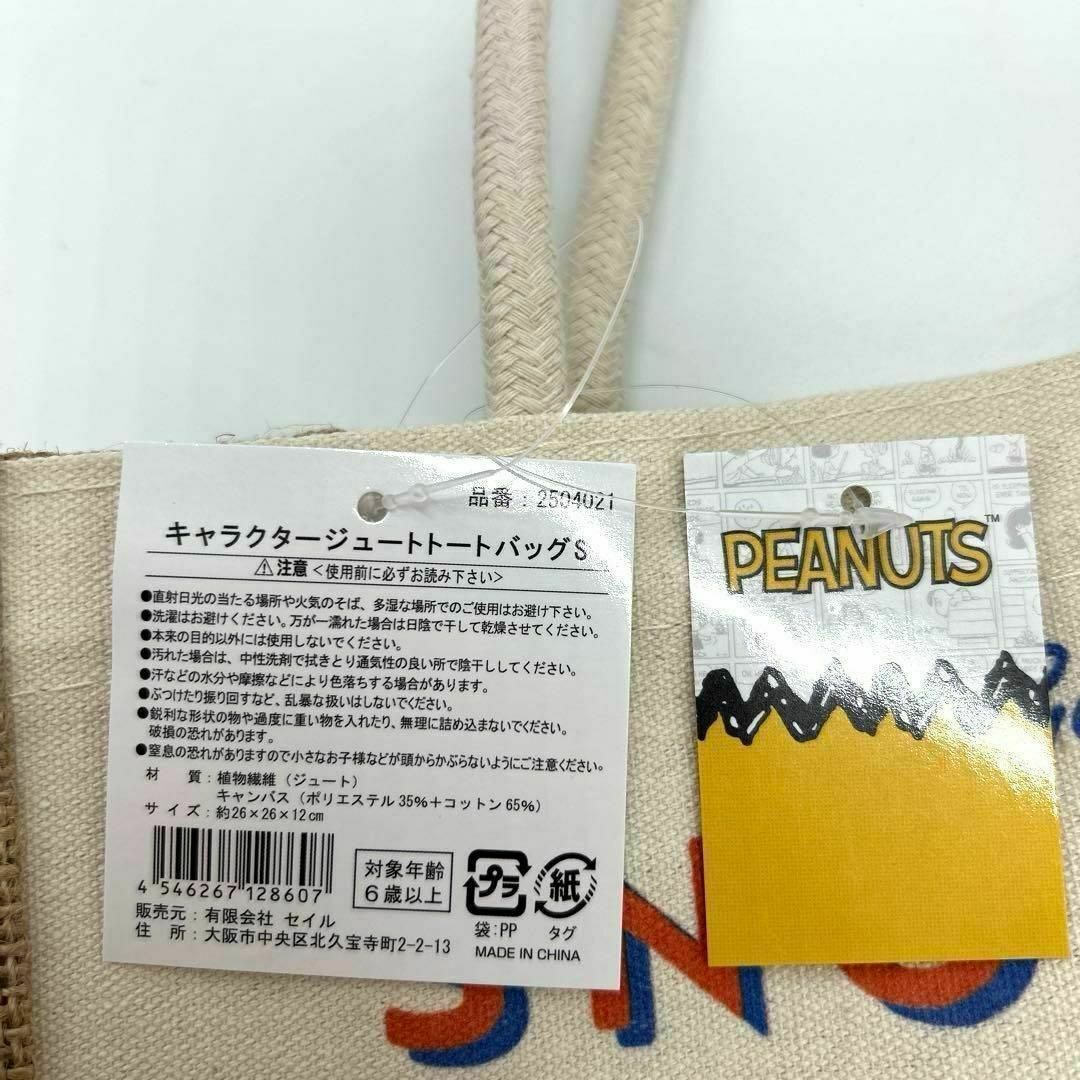 品番：2504021
キャラクタージュートトートバッグS
⚠注意＜使用前に必ずお読み下さい＞
●直射日光の当たる場所や火気のそば、多湿な場所でのご使用はお避け下さい。
●洗濯はお避けください。万が一濡れた場合は日陰で干して乾燥させてください。
●本来の目的以外には使用しないでください。
●汚れた場合は、中性洗剤で拭きとり通気性の良い所で陰干ししてください。
●汗などの水分や摩擦などにより色落ちする場合があります。
●ぶつけたり振り回すなど、乱暴な扱いはしないでください。
●鋭利な形状の物や過度に重い物を入れたり、無理に詰め込まないでください。
破損の恐れがあります。
●窒息の恐れがありますので小さなお子様などが頭からかぶらないようにご注意ください。
材　質：植物繊維（ジュート）
キャンバス（ポリエステル35％＋コットン65％）
サイズ：約26×26×12cm
4 546267 128607
対象年齢
6歳以上
プラ
紙
袋：PP
タグ
販売元：有限会社 セイル
住　所：大阪市中央区北久宝寺町2-2-13
MADE IN CHINA
PEANUTS™
SNO